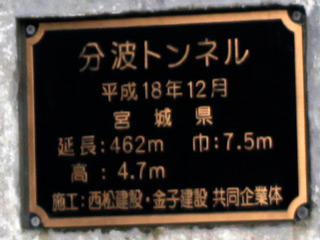 分波トンネル
平成18年12月
宮城県
延長:462m 巾:7.5m
高:4.7m
施工:西松建設・金子建設 共同企業体